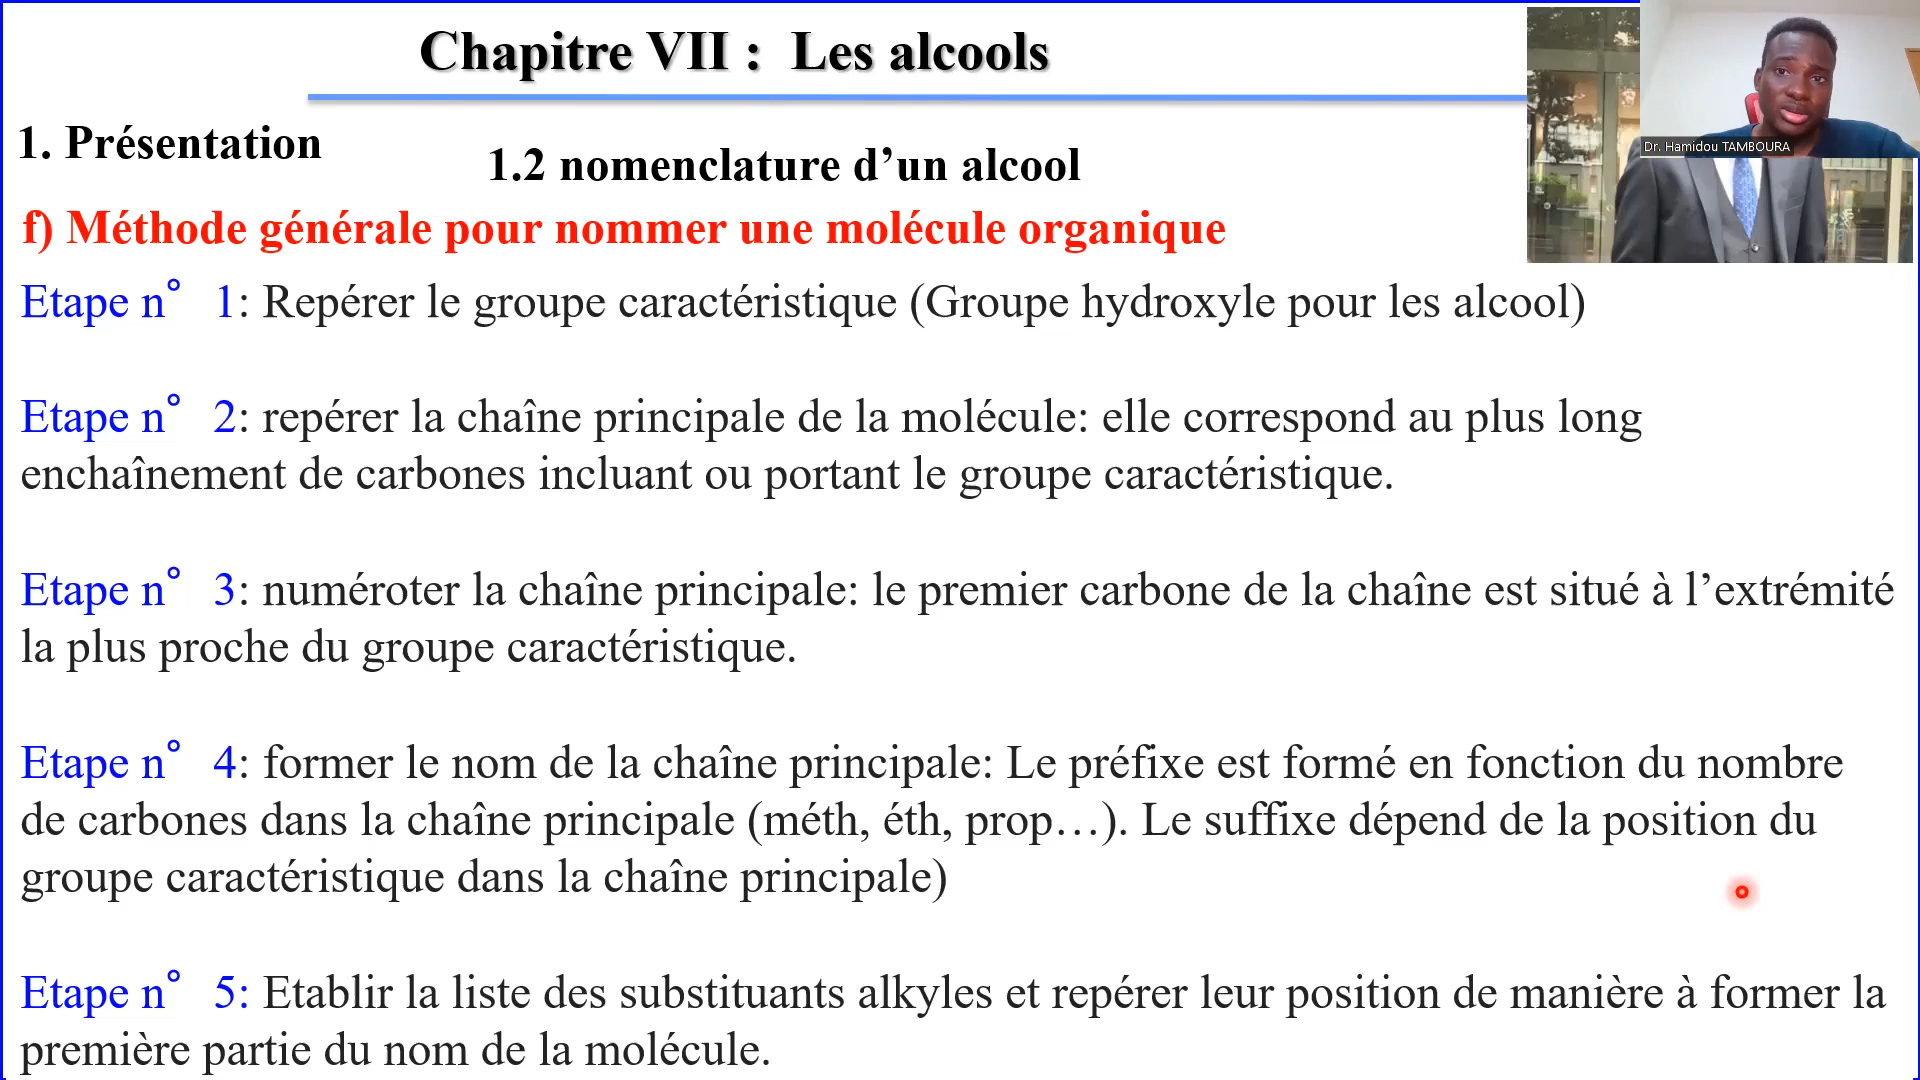 Chapitre VII : Les alcools
Dr. Hamidou TAMBOURA
1. Présentation
1.2 nomenclature d’un alcool
f) Méthode générale pour nommer une molécule organique
Etape n° 1: Repérer le groupe caractéristique (Groupe hydroxyle pour les alcool)
Etape n° 2: repérer la chaîne principale de la molécule: elle correspond au plus long
enchaînement de carbones incluant ou portant le groupe caractéristique.
Etape n° 3: numéroter la chaîne principale: le premier carbone de la chaîne est situé à l’extrémité
la plus proche du groupe caractéristique.
Etape n° 4: former le nom de la chaîne principale: Le préfixe est formé en fonction du nombre
de carbones dans la chaîne principale (méth, éth, prop…). Le suffixe dépend de la position du
groupe caractéristique dans la chaîne principale)
Etape n° 5: Etablir la liste des substituants alkyles et repérer leur position de manière à former la
première partie du nom de la molécule.